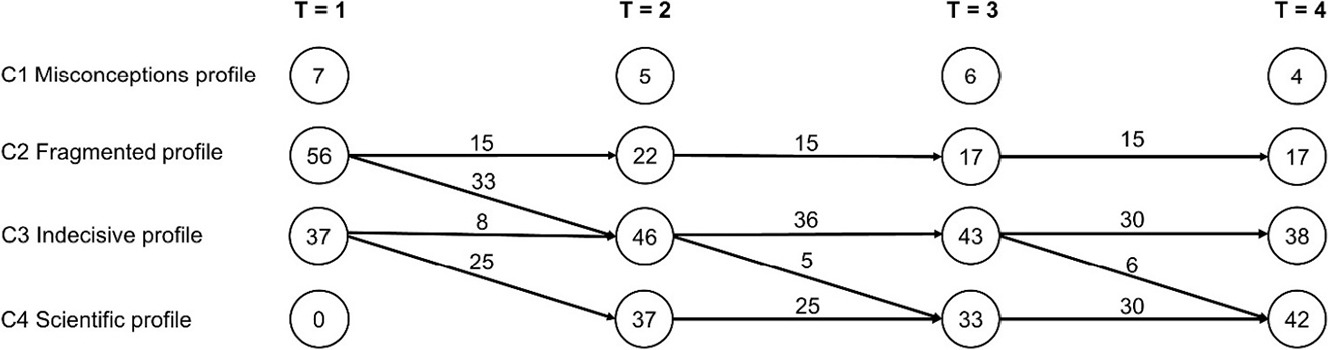 T = 1 T = 2 T = 3 T = 4
C1 Misconceptions profile 7 5 6 4
15 15 15
C2 Fragmented profile 56 22 17 17
33
8 36 30
C3 Indecisive profile 37 46 43 38
25 5 6
25 30
C4 Scientific profile 0 37 33 42